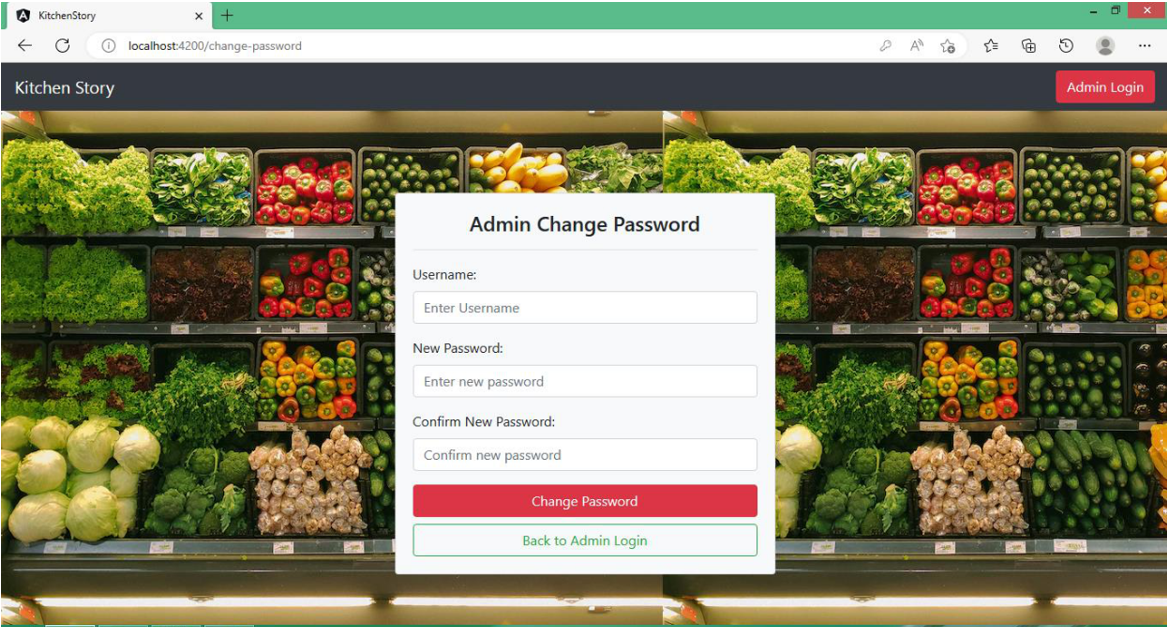 KitchenStory
localhost:4200/change-password
Kitchen Story
Admin Login
Admin Change Password
Username:
Enter Username
New Password:
Enter new password
Confirm New Password:
Confirm new password
Change Password
Back to Admin Login